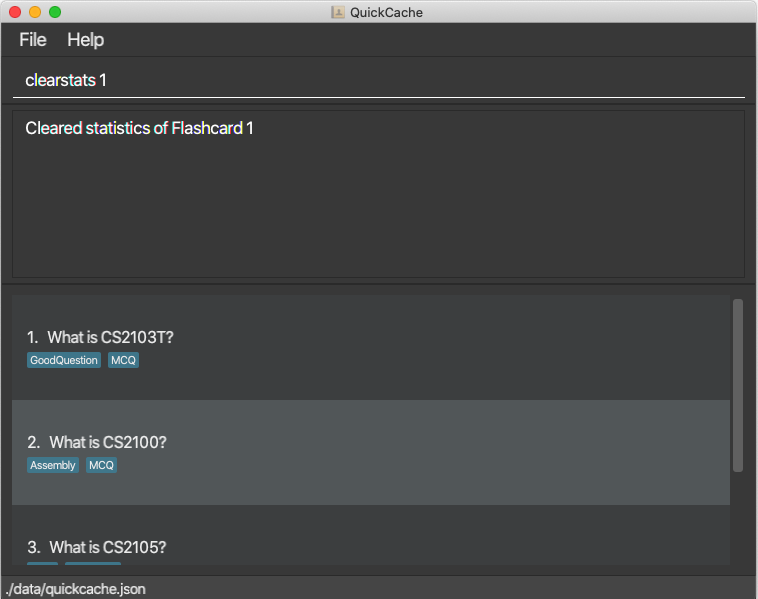 QuickCache
File Help
clearstats 1
Cleared statistics of Flashcard 1
1. What is CS2103T?
GoodQuestion MCQ
2. What is CS2100?
Assembly MCQ
3. What is CS2105?
./data/quickcache.json